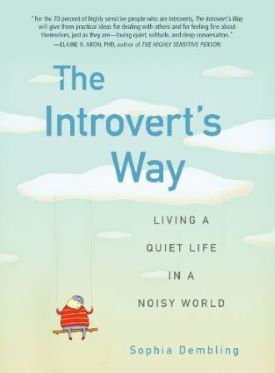 "For the 70 percent of highly sensitive people who are introverts, The Introvert's Way
will give them practical ideas for dealing with others and for feeling fine about
themselves, just as they are—loving quiet, solitude, and deep conversation."
—ELAINE R. ARON, PHD, author of THE HIGHLY SENSITIVE PERSON
The
Introvert's
Way
LIVING A
QUIET LIFE
IN A
NOISY WORLD
Sophia Dembling